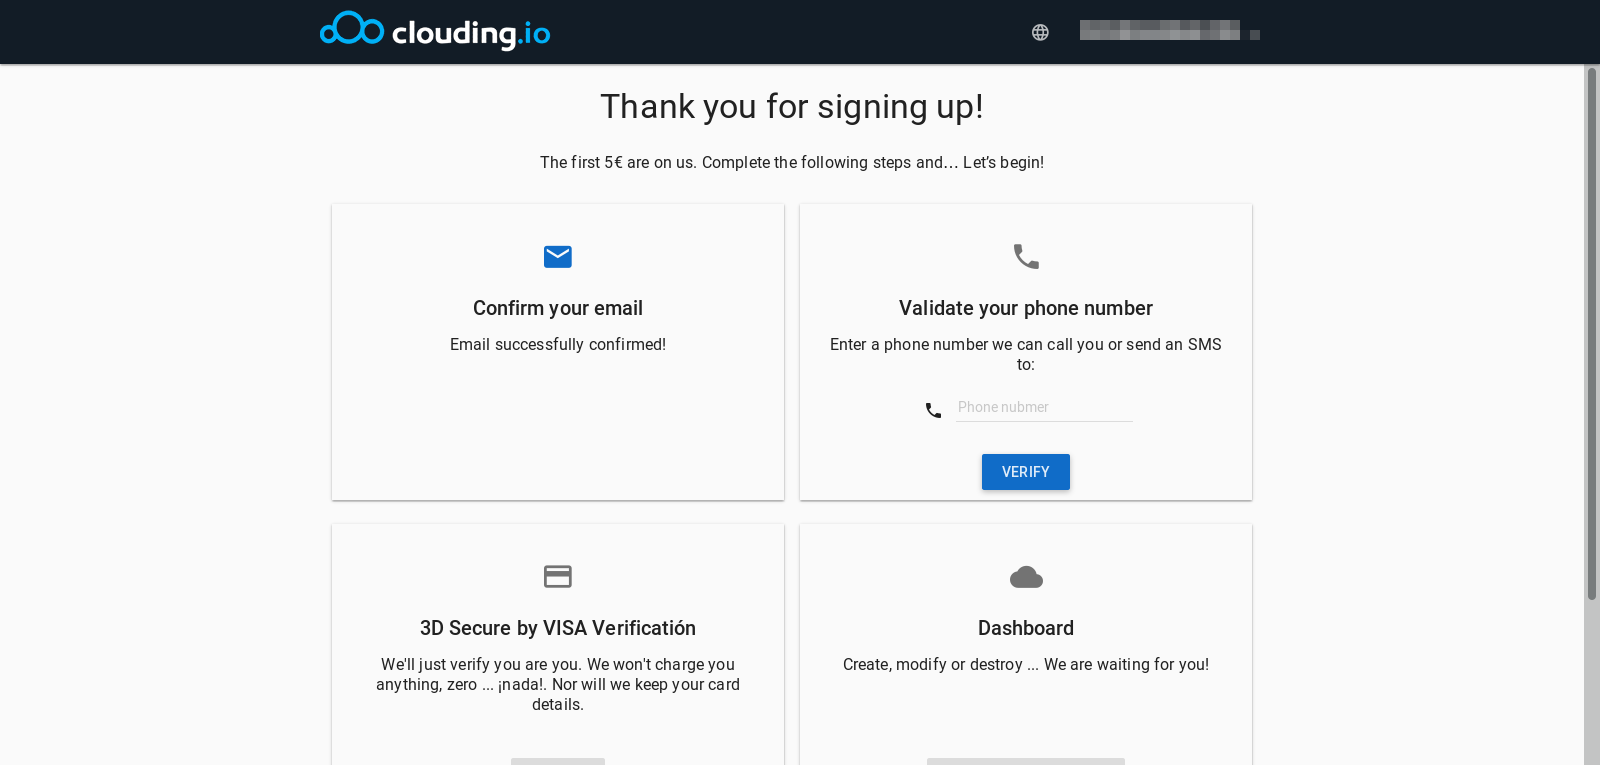 clouding.io
Thank you for signing up!
The first 5€ are on us. Complete the following steps and… Let’s begin!
Confirm your email
Email successfully confirmed!
Validate your phone number
Enter a phone number we can call you or send an SMS
to:
Phone nubmer
VERIFY
3D Secure by VISA Verificatión
We'll just verify you are you. We won't charge you
anything, zero ... ¡nada!. Nor will we keep your card
details.
Dashboard
Create, modify or destroy ... We are waiting for you!